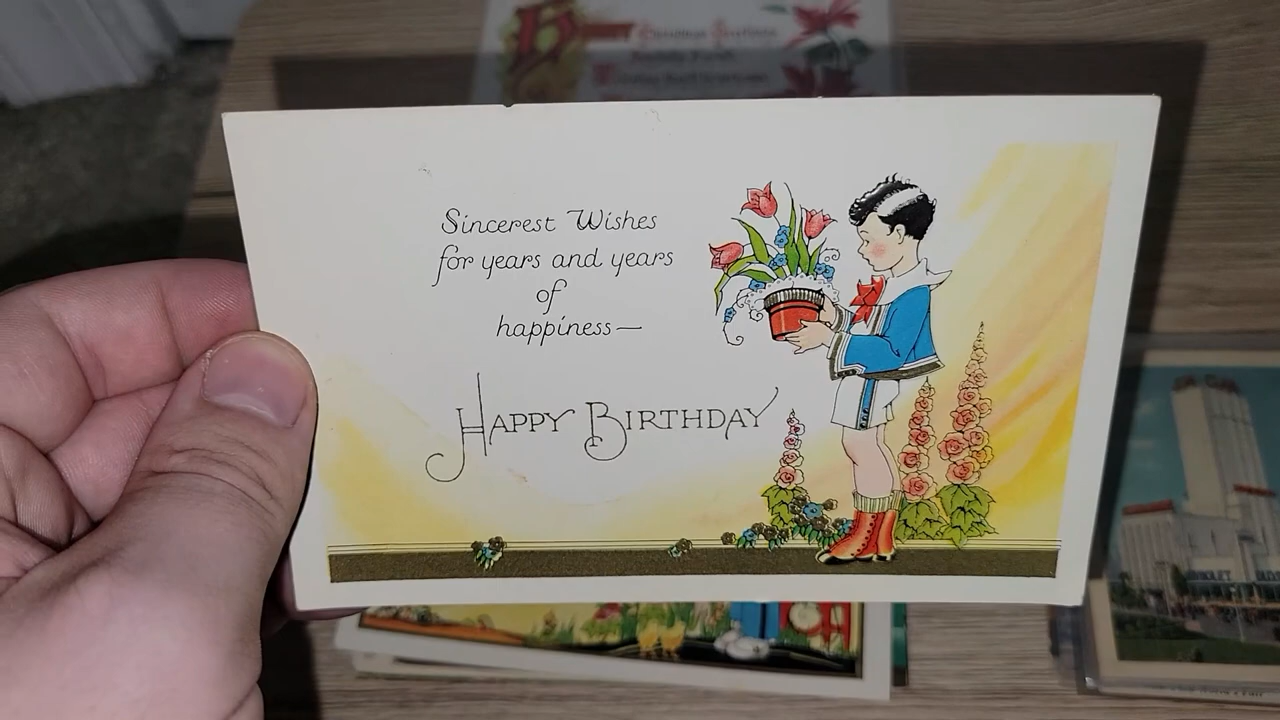 Sincerest Wishes
for years and years
of
happiness—
Happy Birthday